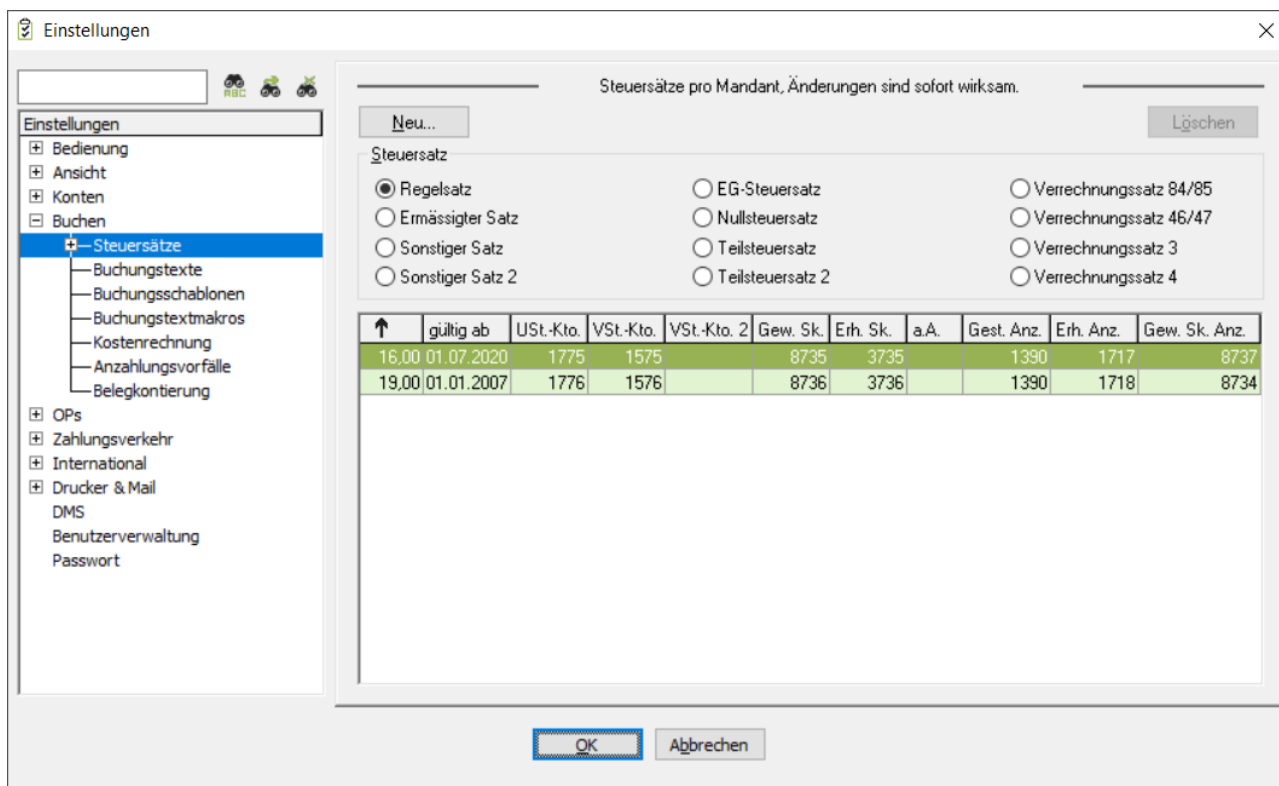 Einstellungen
ABC
Einstellungen
Bedienung
Ansicht
Konten
Buchen
Steuersätze
Buchungstexte
Buchungsschablonen
Buchungstextmakros
Kostenrechnung
Anzahlungsvorfälle
Belegkontierung
OPs
Zahlungsverkehr
International
Drucker & Mail
DMS
Benutzerverwaltung
Passwort
Steuersätze pro Mandant, Änderungen sind sofort wirksam.
Neu... Löschen
Steuersatz
Regelsatz EG-Steuersatz Verrechnungssatz 84/85
Ermässigter Satz Nullsteuersatz Verrechnungssatz 46/47
Sonstiger Satz Teilsteuersatz Verrechnungssatz 3
Sonstiger Satz 2 Teilsteuersatz 2 Verrechnungssatz 4
gültig ab USt.-Kto. VSt.-Kto. VSt.-Kto. 2 Gew. Sk. Erh. Sk. a.A. Gest. Anz. Erh. Anz. Gew. Sk. Anz.
16,00 01.07.2020 1775 1575 8735 3735 1390 1717 8737
19,00 01.01.2007 1776 1576 8736 3736 1390 1718 8734
OK Abbrechen